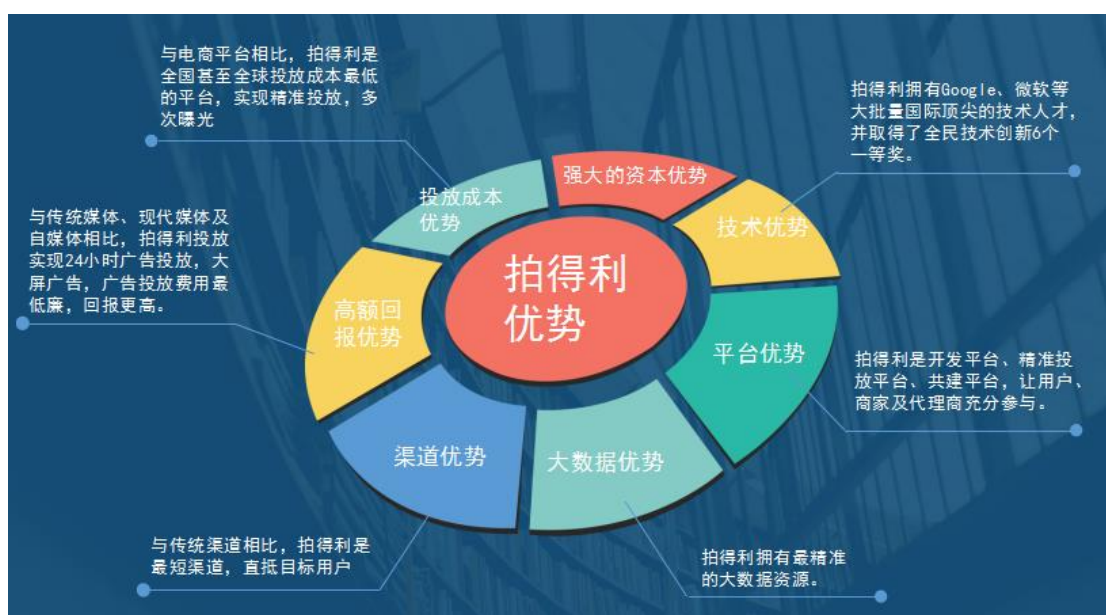 与电商平台相比，拍得利是
全国甚至全球投放成本最低
的平台，实现精准投放，多
次曝光
拍得利拥有Google、微软等
大批量国际顶尖的技术人才，
并取得了全民技术创新6个
一等奖。
强大的资本优势
投放成本
优势
技术优势
与传统媒体、现代媒体及
自媒体相比，拍得利投放
实现24小时广告投放，大
屏广告，广告投放费用最
低廉，回报更高。
拍得利
优势
高额回
报优势
平台优势
拍得利是开发平台、精准投
放平台、共建平台，让用户、
商家及代理商充分参与。
渠道优势
大数据优势
与传统渠道相比，拍得利是
最短渠道，直抵目标用户
拍得利拥有最精准
的大数据资源。